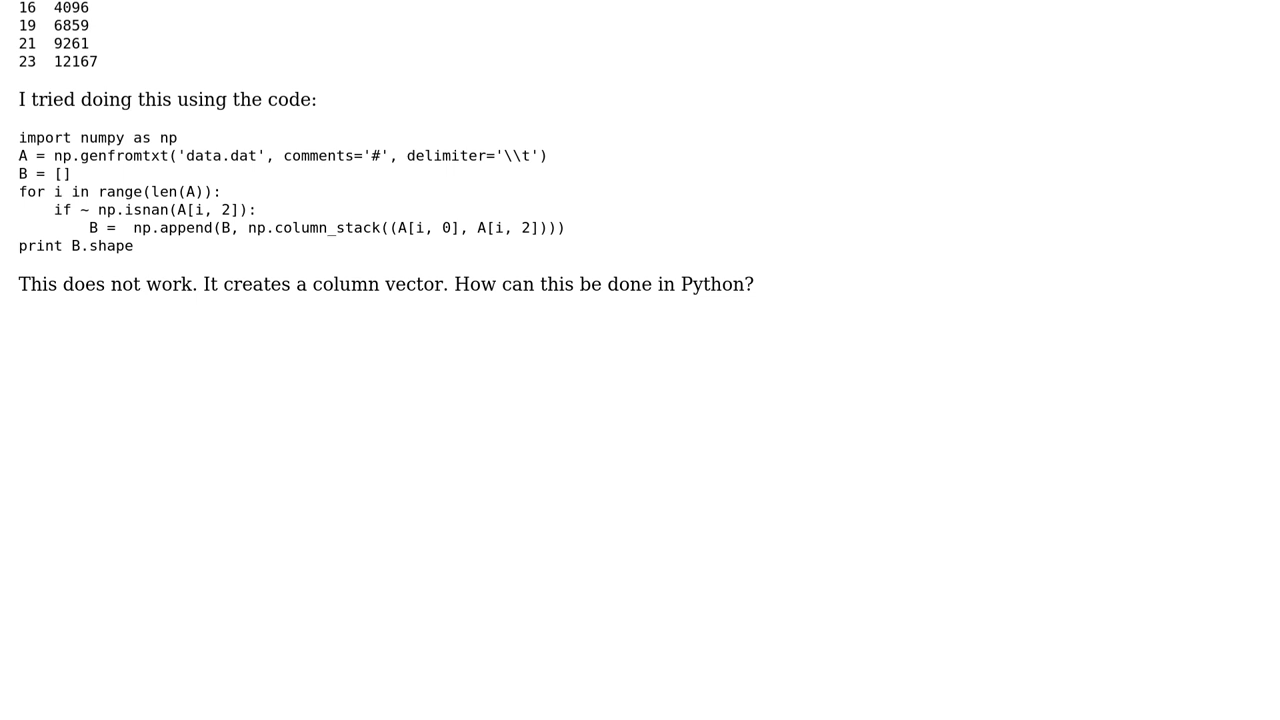 16  4096
19  6859
21  9261
23  12167
I tried doing this using the code:
import numpy as np
A = np.genfromtxt('data.dat', comments='#', delimiter='\\t')
B = []
for i in range(len(A)):
    if ~ np.isnan(A[i, 2]):
        B =  np.append(B, np.column_stack((A[i, 0], A[i, 2])))
print B.shape
This does not work. It creates a column vector. How can this be done in Python?